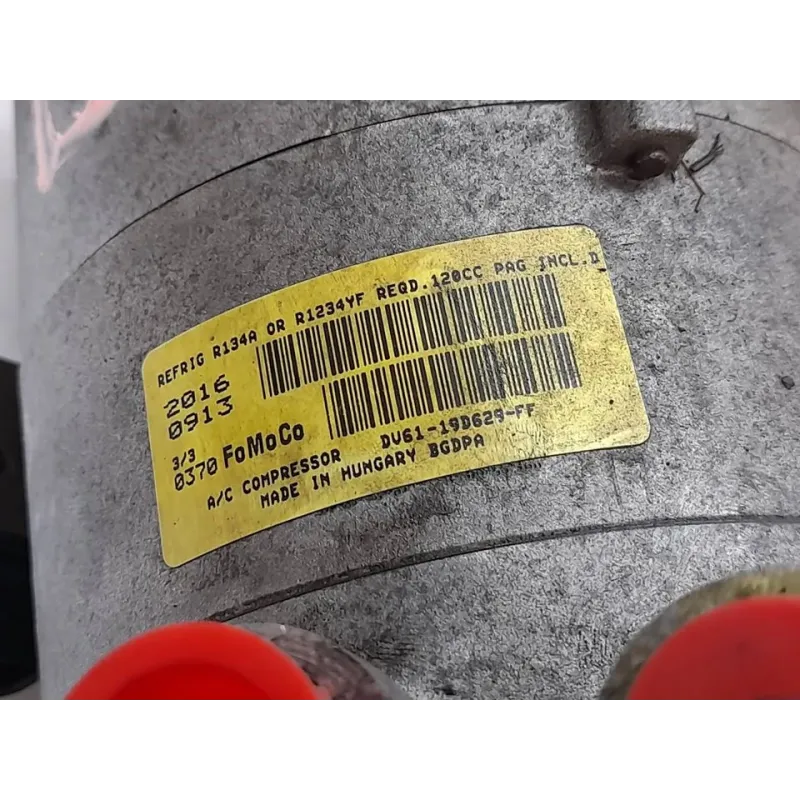 REFRIG R134A OR R1234YF REQD.120CC PAG INCL.D
2016
0913
3/3
0370 FoMoCo
DV61-19D629-FF
A/C COMPRESSOR
MADE IN HUNGARY BGDPA